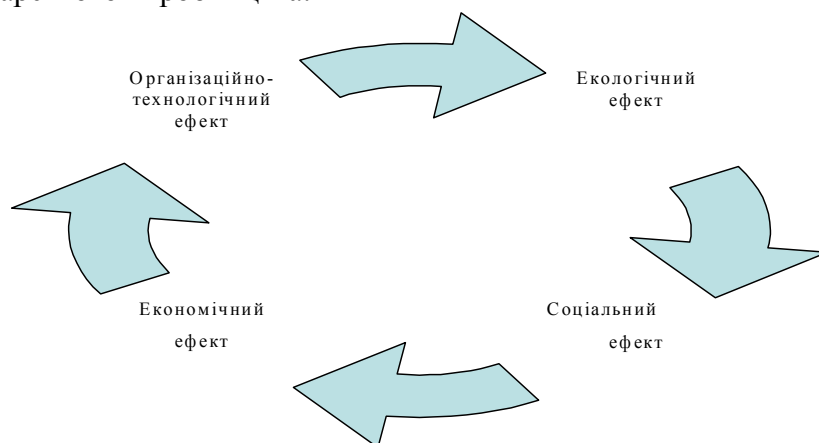 Організаційно-
технологічний
ефект
Екологічний
ефект
Економічний
ефект
Соціальний
ефект